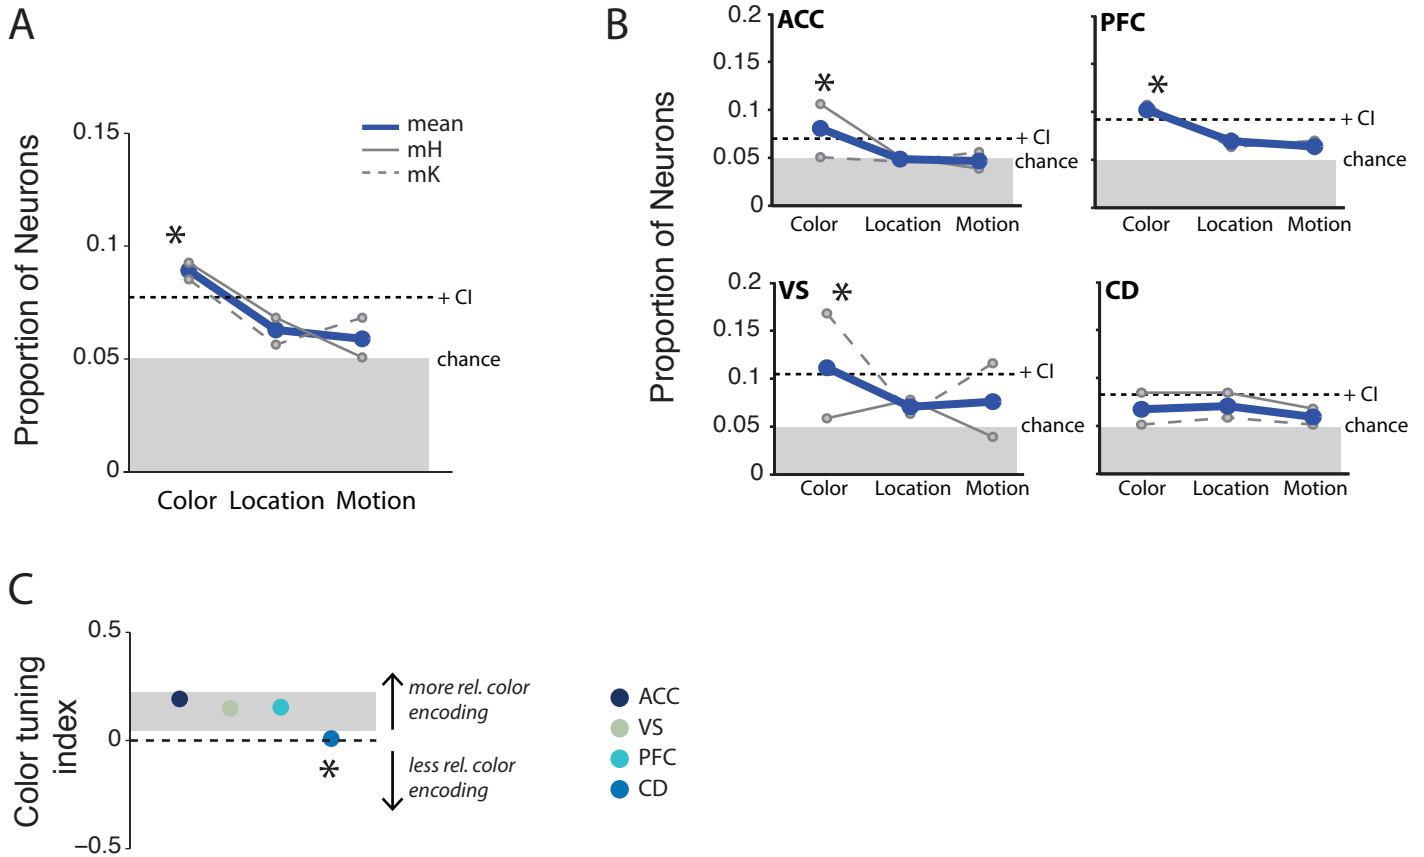 A
Proportion of Neurons
0.15
0.1
0.05
0
mean
mH
mK
*
+ CI
chance
Color Location Motion
B
Proportion of Neurons
0.2
0.15
0.1
0.05
0
ACC
*
+ CI
chance
Color Location Motion
PFC
*
+ CI
chance
Color Location Motion
Proportion of Neurons
0.2
0.15
0.1
0.05
0
VS
*
+ CI
chance
Color Location Motion
CD
+ CI
chance
Color Location Motion
C
Color tuning
index
0.5
0
−0.5
*
more rel. color
encoding
less rel. color
encoding
ACC
VS
PFC
CD